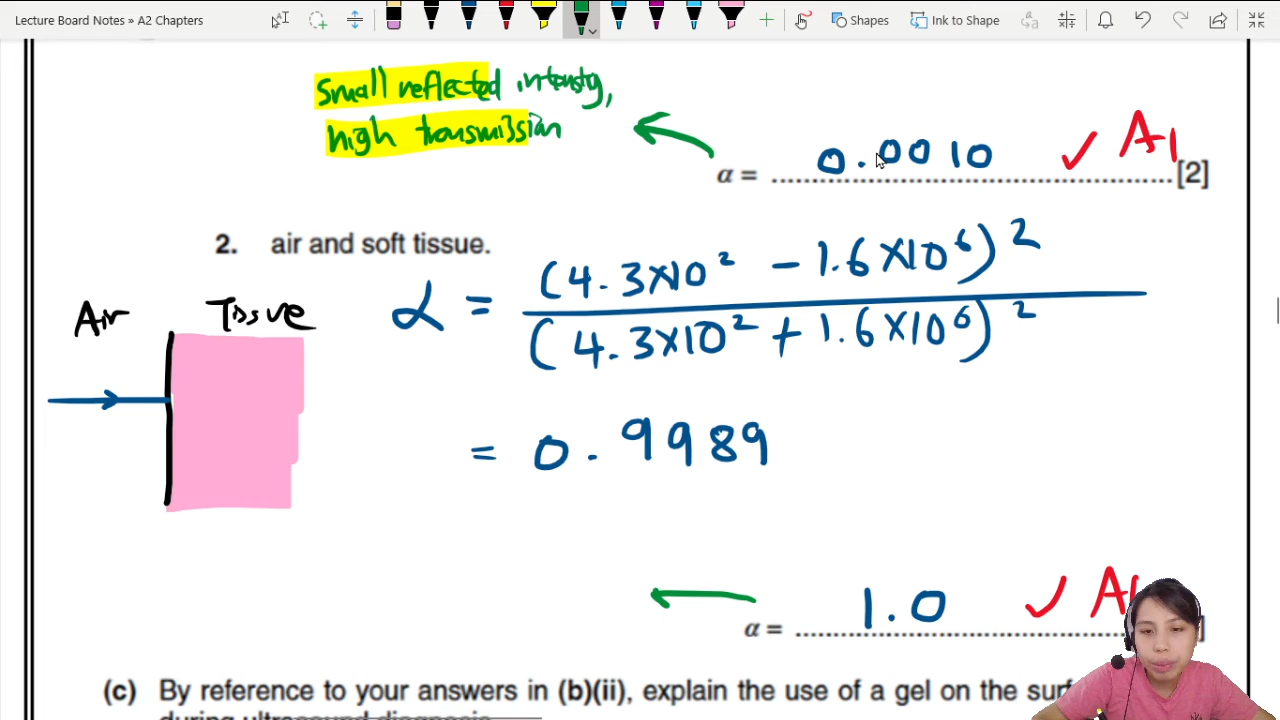 Lecture Board Notes » A2 Chapters
Shapes
Ink to Shape
Small reflected intensity,
high transmission
α = 0.0010 ✓ A1
[2]
2. air and soft tissue.
Air Tissue
α = (4.3×10² − 1.6×10⁶)²
(4.3×10² + 1.6×10⁶)²
= 0.9989
α = 1.0 ✓ A1
(c) By reference to your answers in (b)(ii), explain the use of a gel on the
during ultrasound diagnosis